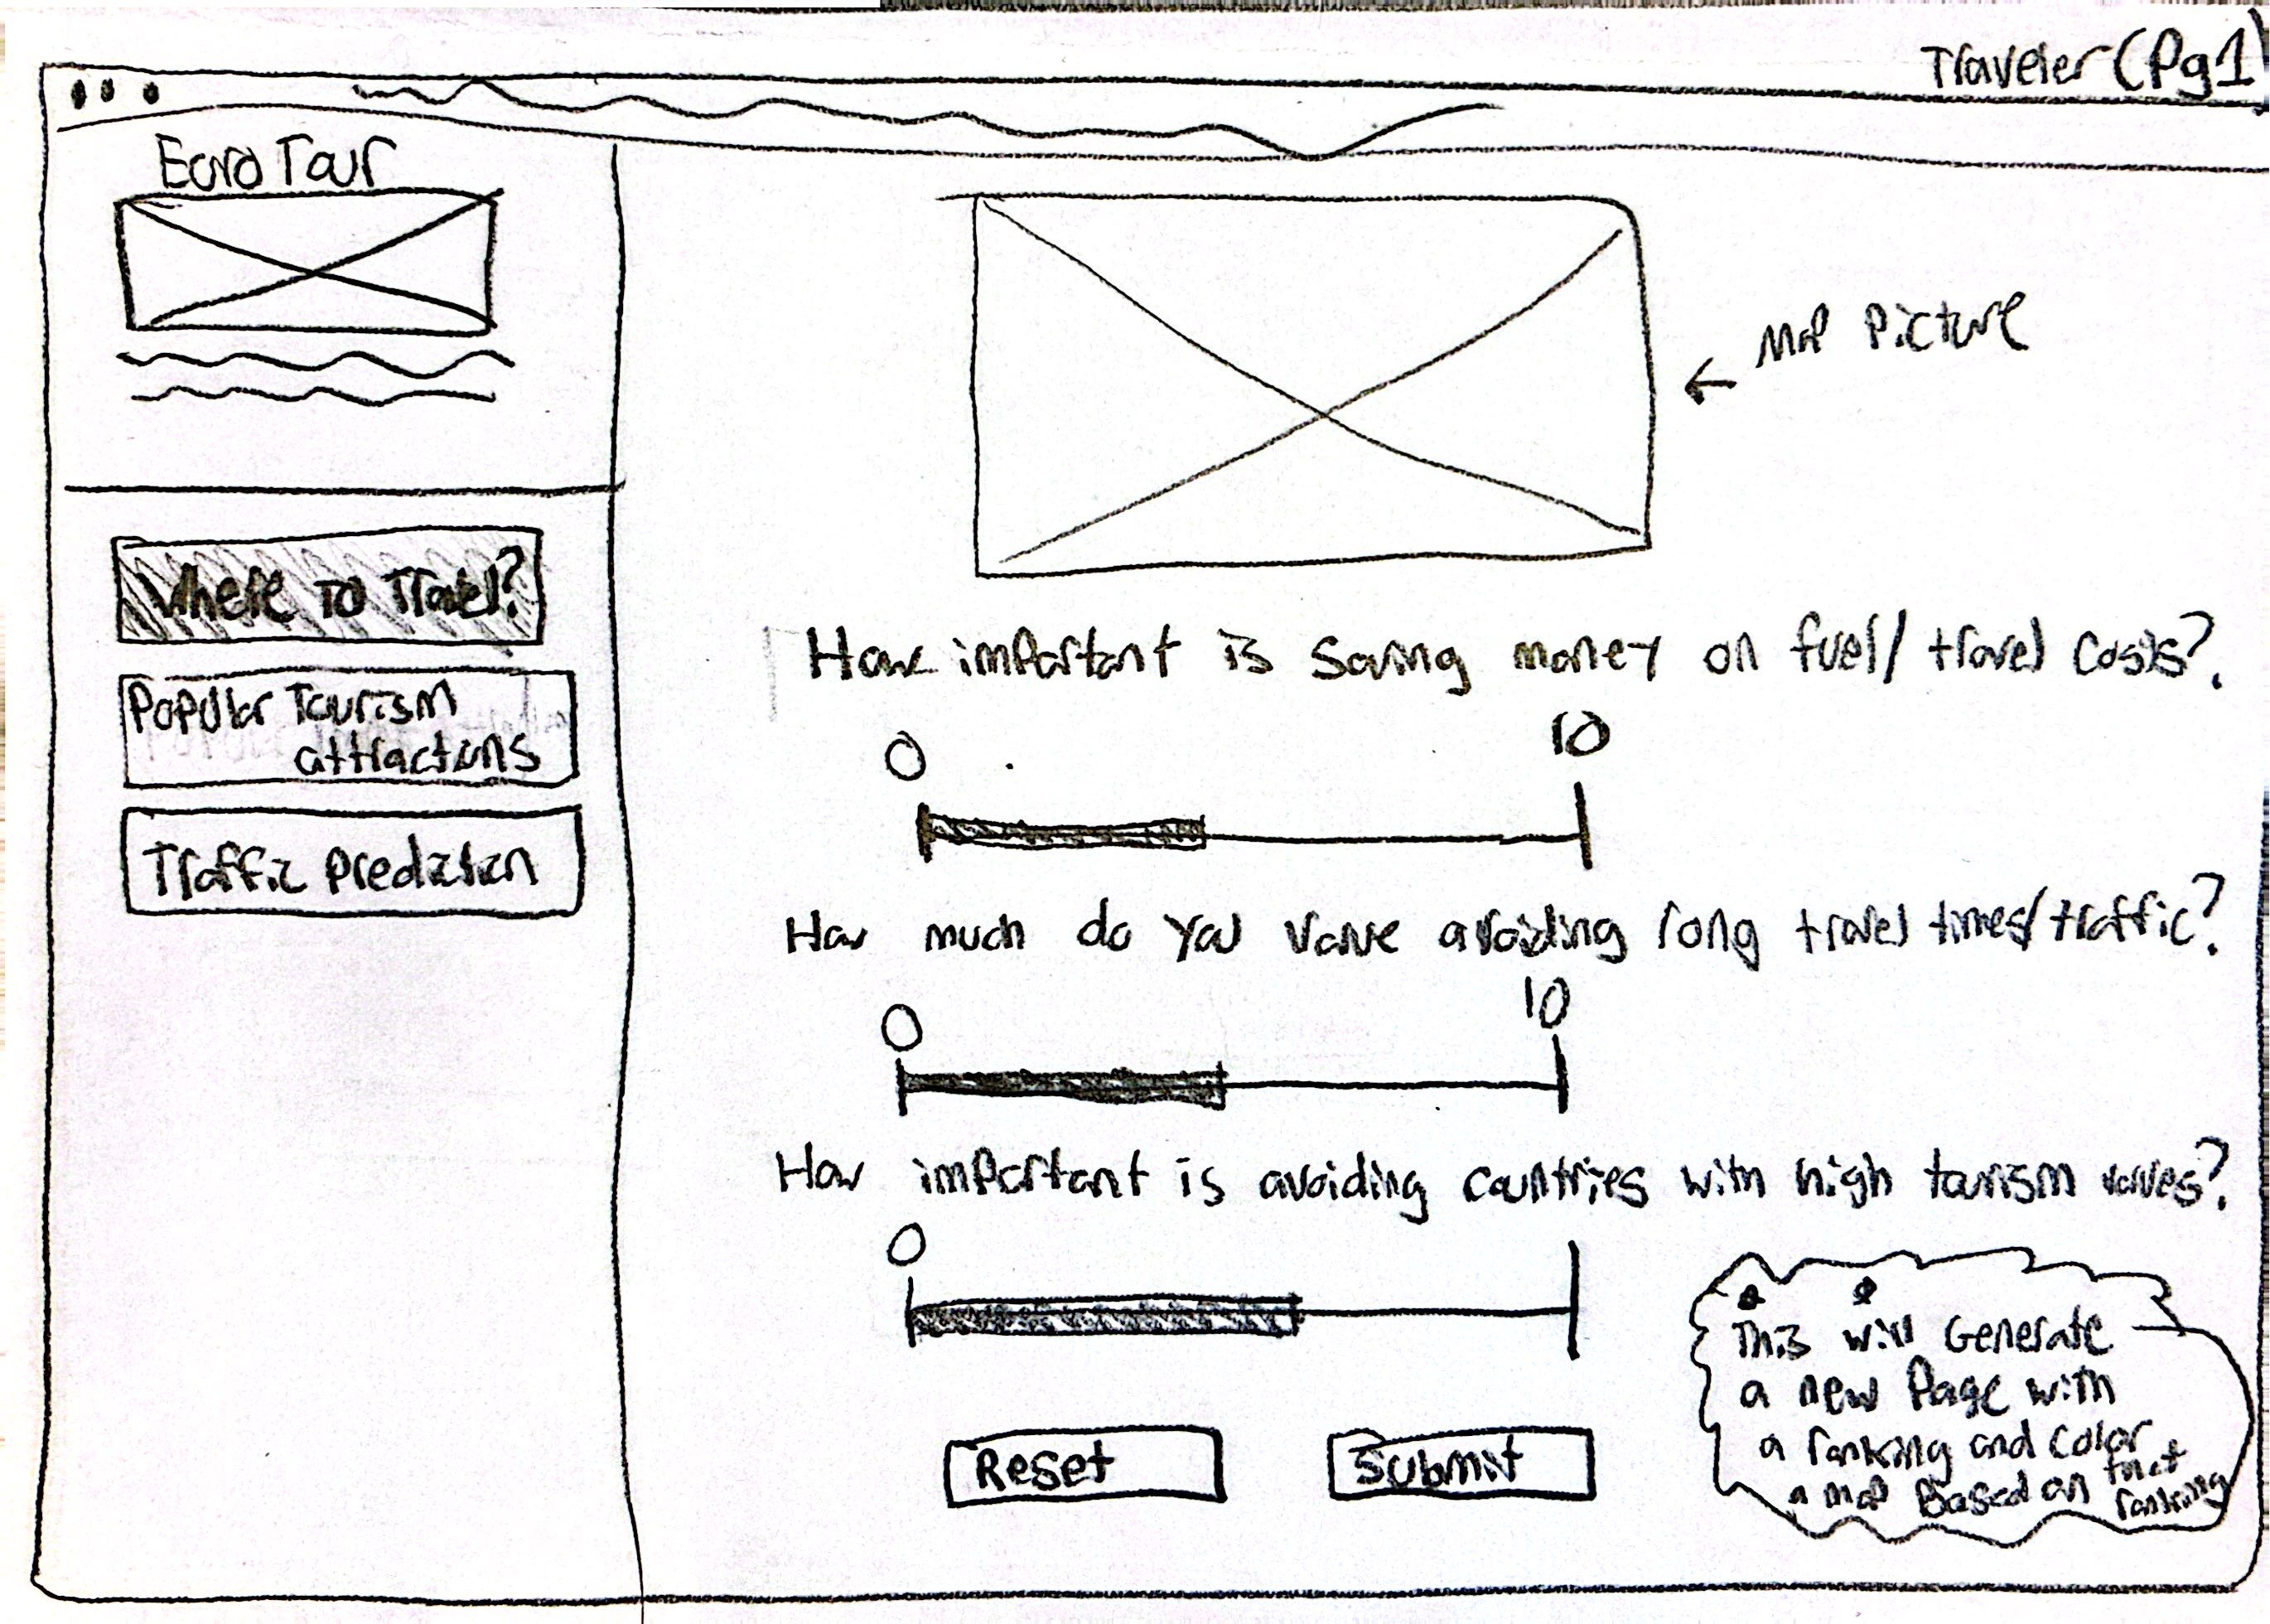 Traveler (Pg1)
Euro Tour
Where To Travel?
Popular Tourism
attractions
Traffic Prediction
← Map Picture
How important is saving money on fuel/ travel costs?
0 10
How much do you value avoiding long travel times/traffic?
0 10
How important is avoiding countries with high tourism values?
0
Reset Submit
This will Generate
a new Page with
a ranking and color
a map Based on that
ranking